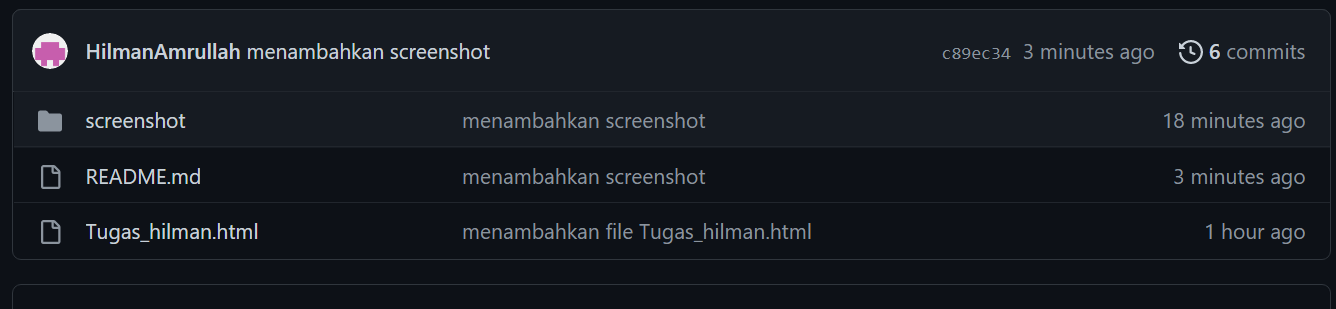 HilmanAmrullah menambahkan screenshot c89ec34 3 minutes ago 6 commits
screenshot menambahkan screenshot 18 minutes ago
README.md menambahkan screenshot 3 minutes ago
Tugas_hilman.html menambahkan file Tugas_hilman.html 1 hour ago